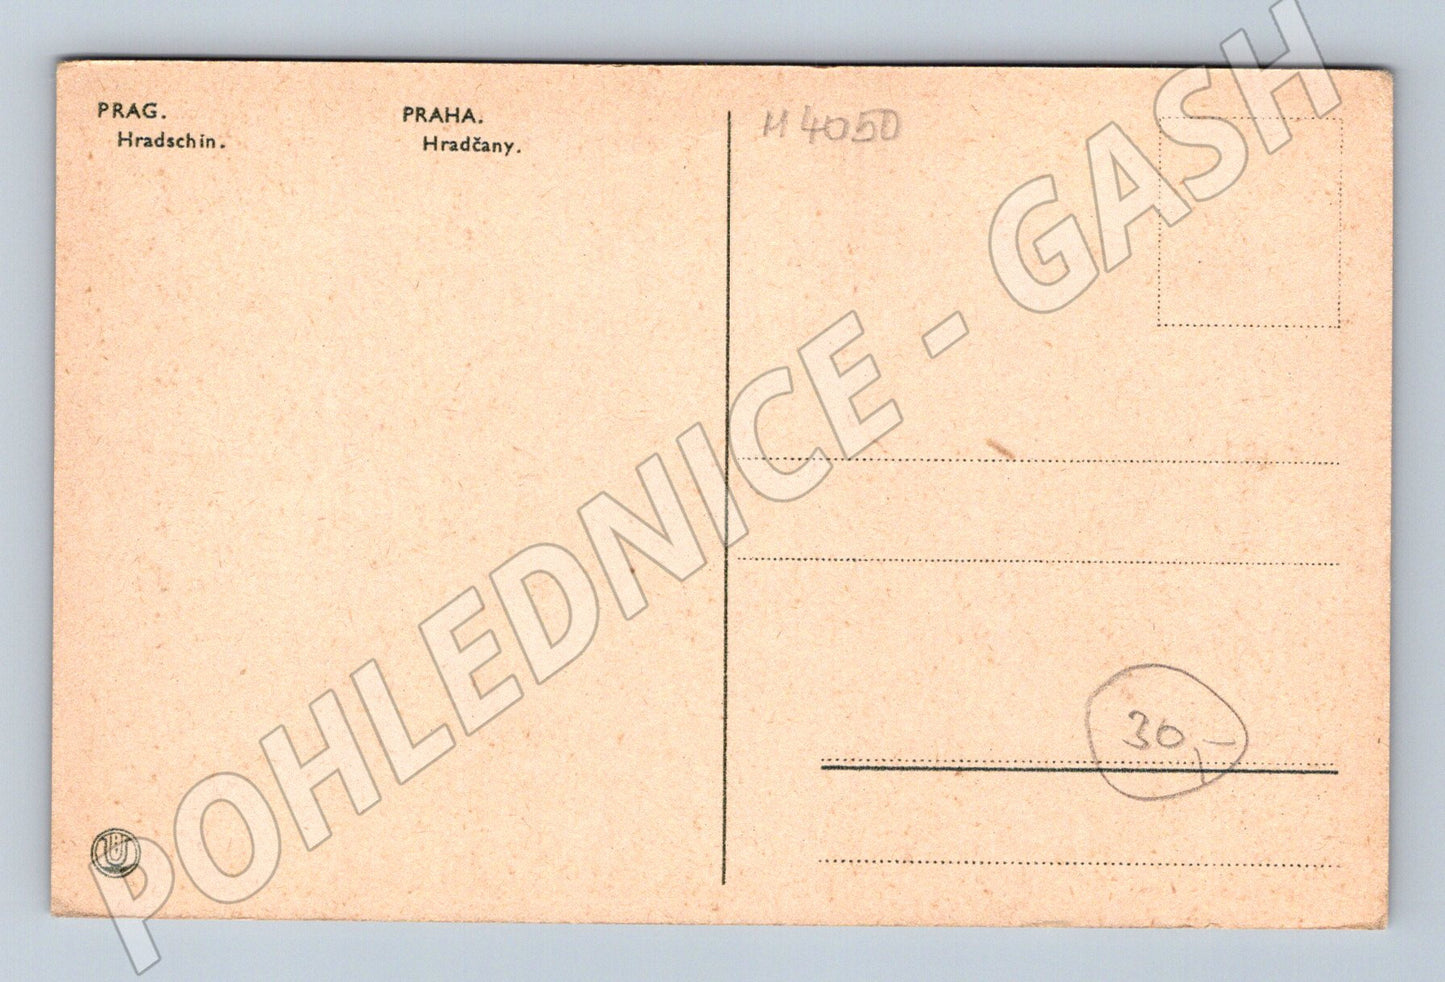 PRAG.
Hradschin.
PRAHA.
Hradčany.
H 4050
30,-
POHLEDNICE - GASH